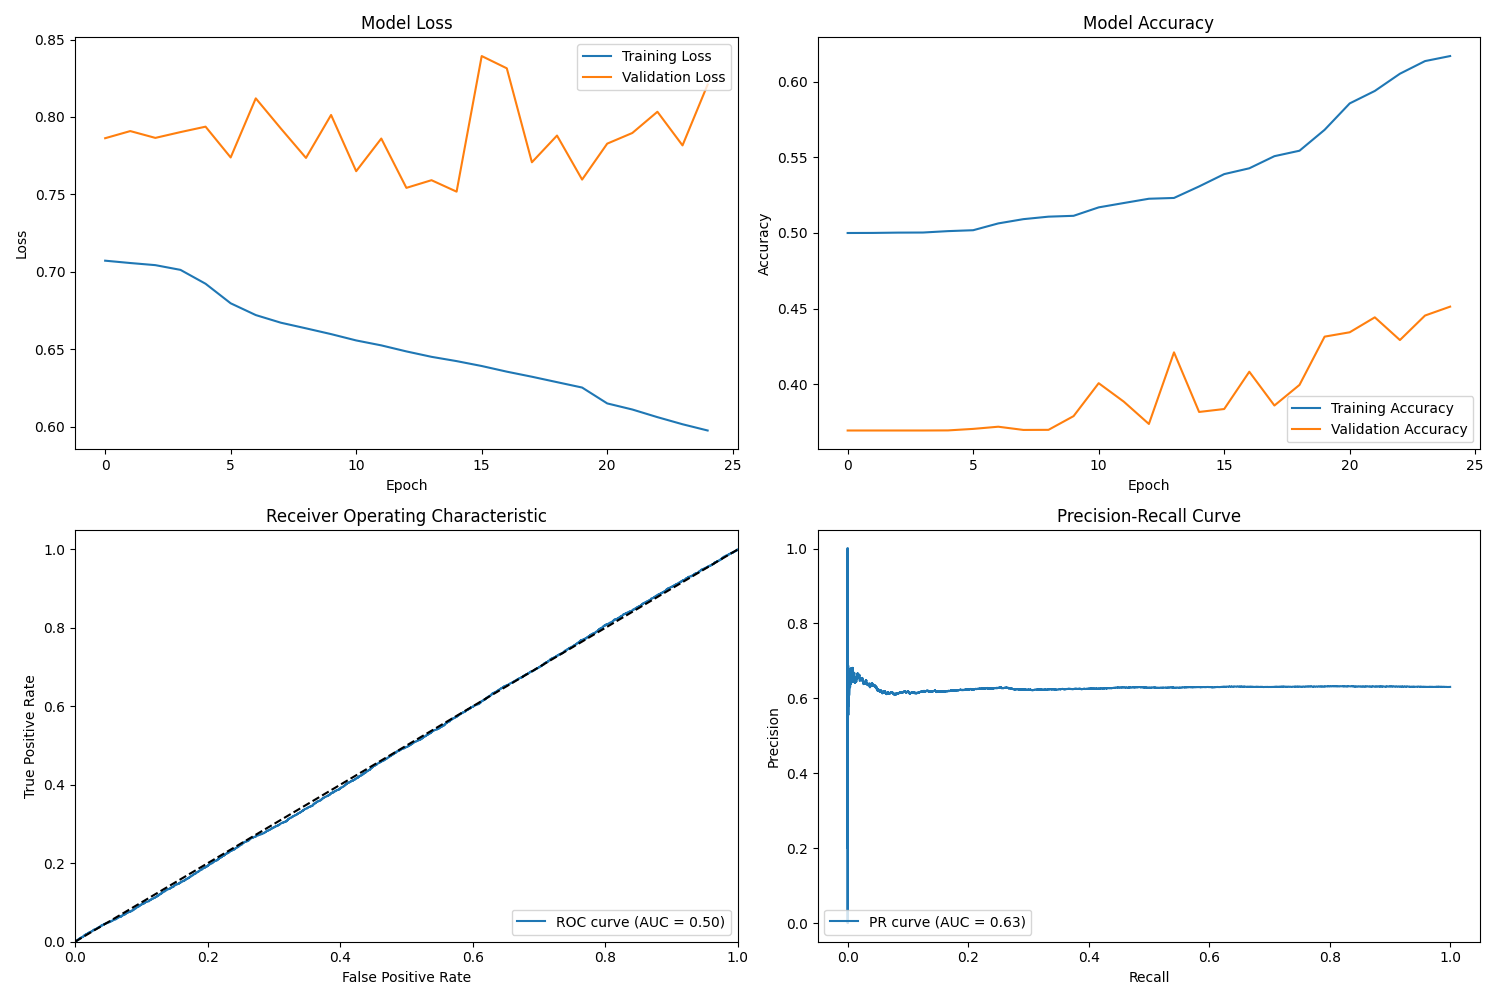 Model Loss
0.85
0.80
0.75
0.70
0.65
0.60
Loss
0 5 10 15 20 25
Epoch
Training Loss
Validation Loss
Model Accuracy
0.60
0.55
0.50
0.45
0.40
Accuracy
0 5 10 15 20 25
Epoch
Training Accuracy
Validation Accuracy
Receiver Operating Characteristic
1.0
0.8
0.6
0.4
0.2
0.0
True Positive Rate
0.0 0.2 0.4 0.6 0.8 1.0
False Positive Rate
ROC curve (AUC = 0.50)
Precision-Recall Curve
1.0
0.8
0.6
0.4
0.2
0.0
Precision
0.0 0.2 0.4 0.6 0.8 1.0
Recall
PR curve (AUC = 0.63)